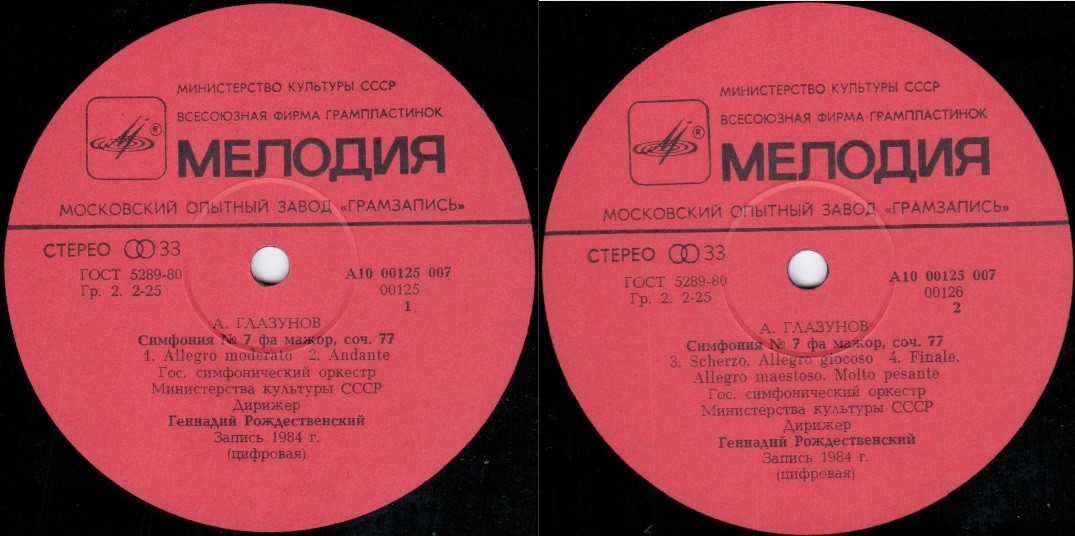 МИНИСТЕРСТВО КУЛЬТУРЫ СССР
ВСЕСОЮЗНАЯ ФИРМА ГРАМПЛАСТИНОК
®
МЕЛОДИЯ
МОСКОВСКИЙ ОПЫТНЫЙ ЗАВОД «ГРАМЗАПИСЬ»
СТЕРЕО 33
ГОСТ 5289-80
Гр. 2. 2-25
А10 00125 007
00125
1
А. ГЛАЗУНОВ
Симфония № 7 фа мажор, соч. 77
1. Allegro moderato 2. Andante
Гос. симфонический оркестр
Министерства культуры СССР
Дирижер
Геннадий Рождественский
Запись 1984 г.
(цифровая)
МИНИСТЕРСТВО КУЛЬТУРЫ СССР
ВСЕСОЮЗНАЯ ФИРМА ГРАМПЛАСТИНОК
®
МЕЛОДИЯ
МОСКОВСКИЙ ОПЫТНЫЙ ЗАВОД «ГРАМЗАПИСЬ»
СТЕРЕО 33
ГОСТ 5289-80
Гр. 2. 2-25
А10 00125 007
00126
2
А. ГЛАЗУНОВ
Симфония № 7 фа мажор, соч. 77
3. Scherzo. Allegro giocoso 4. Finale.
Allegro maestoso. Molto pesante
Гос. симфонический оркестр
Министерства культуры СССР
Дирижер
Геннадий Рождественский
Запись 1984 г.
(цифровая)